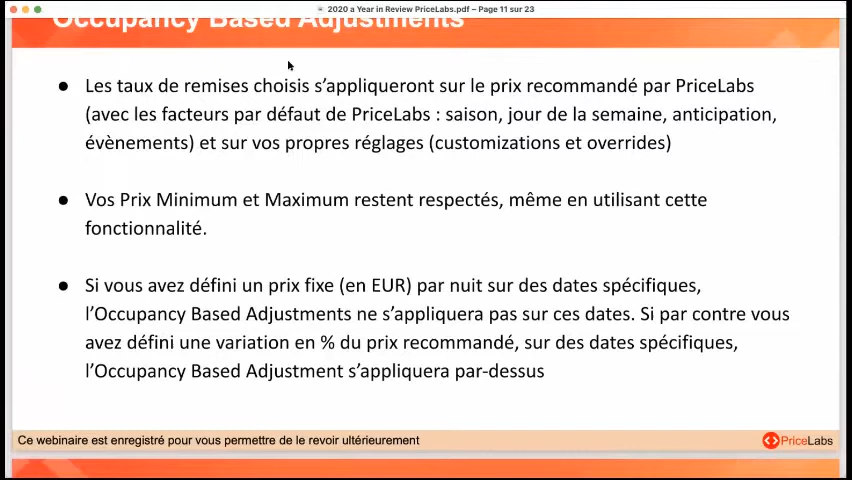 2020 a Year in Review PriceLabs.pdf – Page 11 sur 23
Occupancy Based Adjustments
● Les taux de remises choisis s’appliqueront sur le prix recommandé par PriceLabs
(avec les facteurs par défaut de PriceLabs : saison, jour de la semaine, anticipation,
évènements) et sur vos propres réglages (customizations et overrides)
● Vos Prix Minimum et Maximum restent respectés, même en utilisant cette
fonctionnalité.
● Si vous avez défini un prix fixe (en EUR) par nuit sur des dates spécifiques,
l’Occupancy Based Adjustments ne s’appliquera pas sur ces dates. Si par contre vous
avez défini une variation en % du prix recommandé, sur des dates spécifiques,
l’Occupancy Based Adjustment s’appliquera par-dessus
Ce webinaire est enregistré pour vous permettre de le revoir ultérieurement
PriceLabs